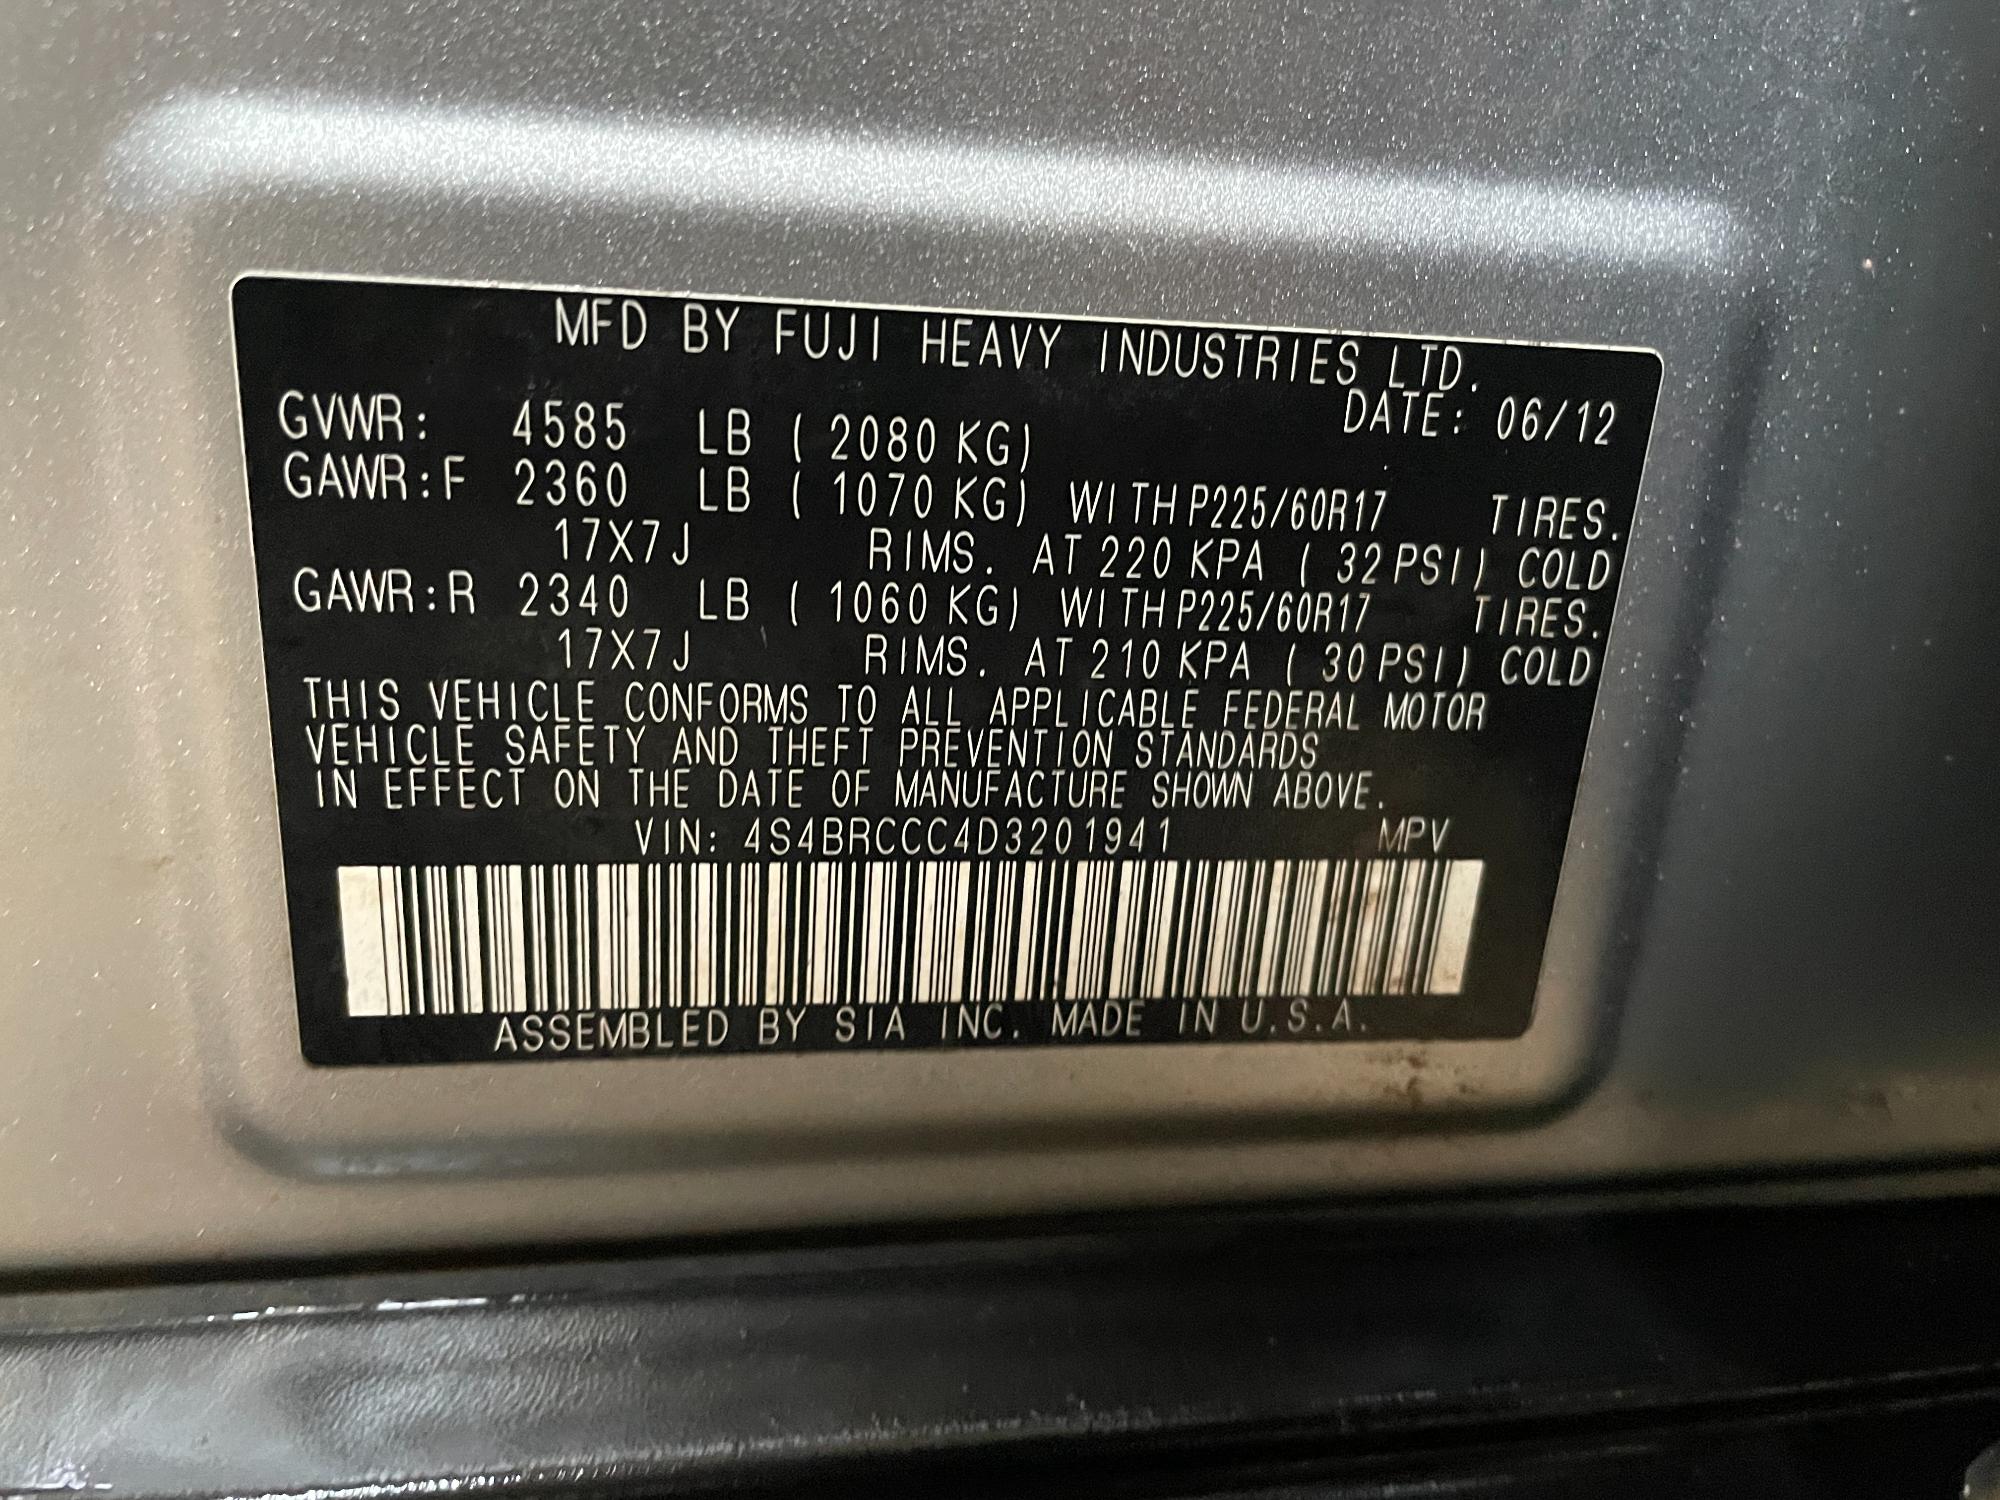 MFD BY FUJI HEAVY INDUSTRIES LTD.
DATE: 06/12
GVWR: 4585 LB ( 2080 KG)
GAWR:F 2360 LB ( 1070 KG) WITH P225/60R17 TIRES.
17X7J RIMS. AT 220 KPA ( 32 PSI) COLD
GAWR:R 2340 LB ( 1060 KG) WITH P225/60R17 TIRES.
17X7J RIMS. AT 210 KPA ( 30 PSI) COLD
THIS VEHICLE CONFORMS TO ALL APPLICABLE FEDERAL MOTOR
VEHICLE SAFETY AND THEFT PREVENTION STANDARDS
IN EFFECT ON THE DATE OF MANUFACTURE SHOWN ABOVE.
VIN: 4S4BRCCC4D3201941 MPV
ASSEMBLED BY SIA INC. MADE IN U.S.A.